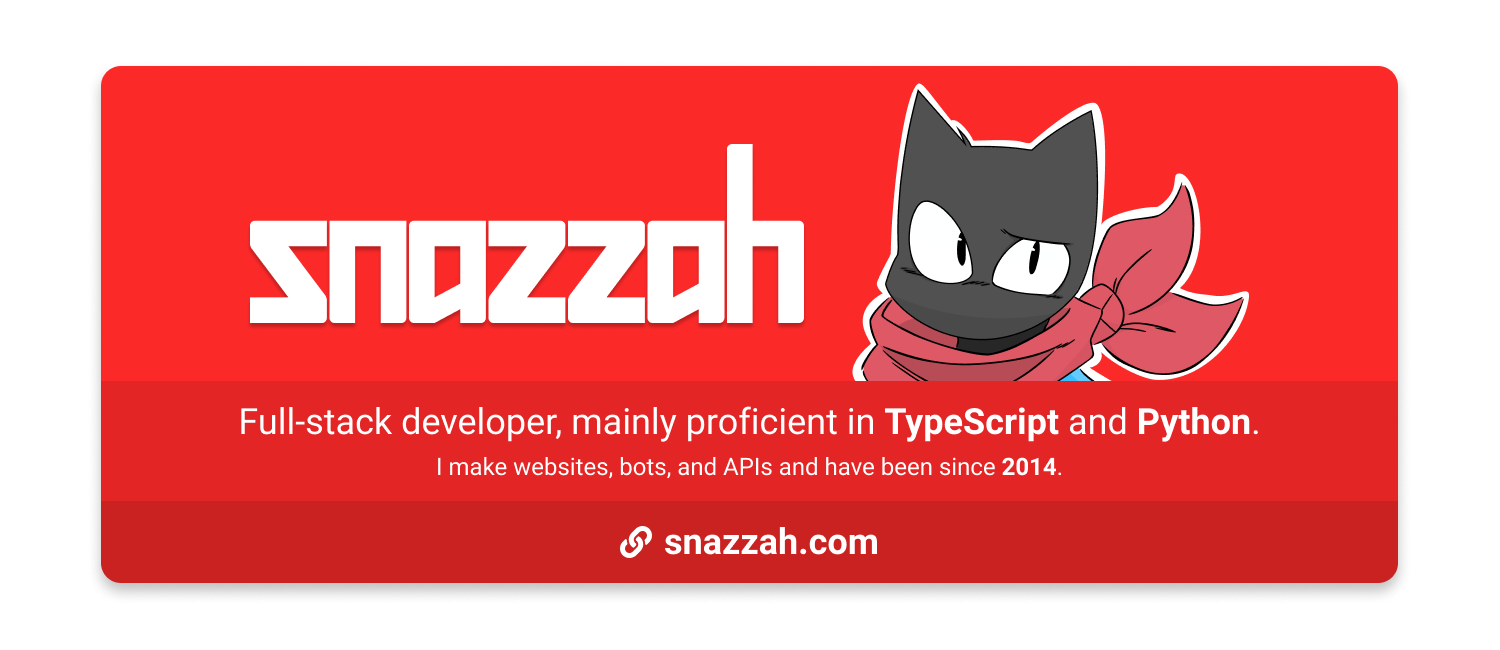 snazzah
Full-stack developer, mainly proficient in TypeScript and Python.
I make websites, bots, and APIs and have been since 2014.
snazzah.com